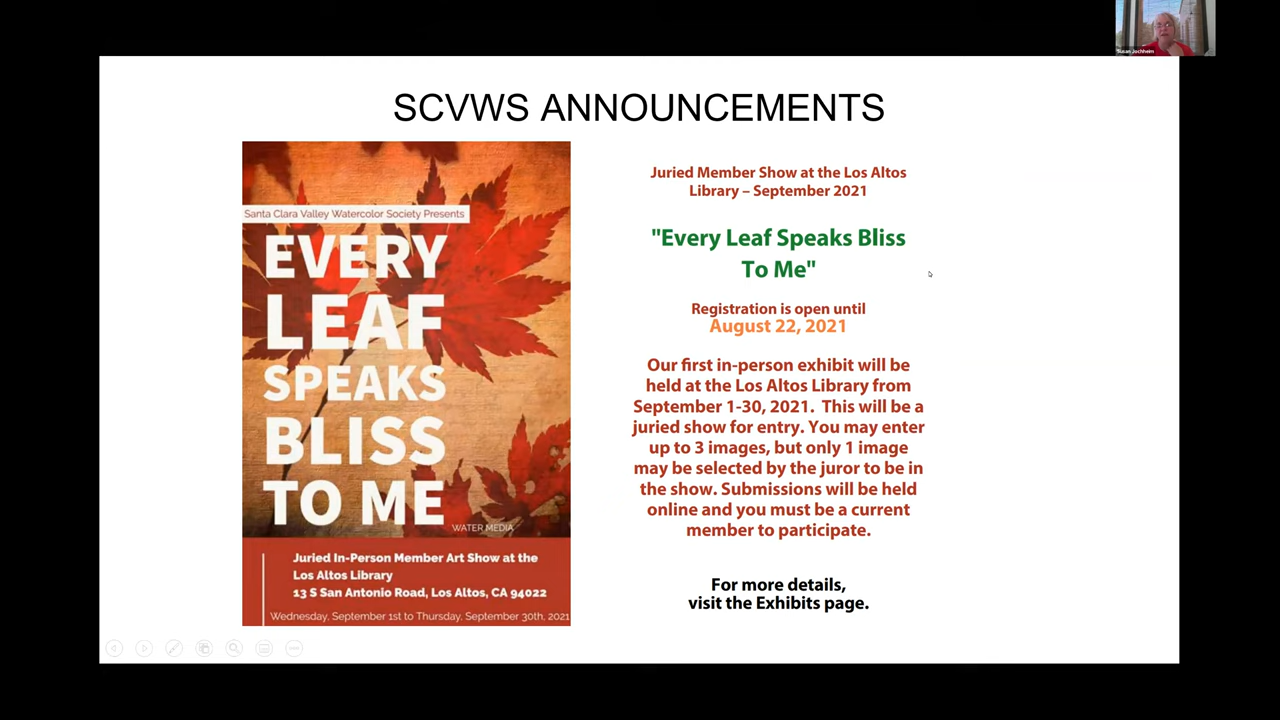 Susan Jochheim
SCVWS ANNOUNCEMENTS
Santa Clara Valley Watercolor Society Presents
EVERY
LEAF
SPEAKS
BLISS
TO ME
WATER MEDIA
Juried In-Person Member Art Show at the
Los Altos Library
13 S San Antonio Road, Los Altos, CA 94022
Wednesday, September 1st to Thursday, September 30th, 2021
Juried Member Show at the Los Altos
Library – September 2021
"Every Leaf Speaks Bliss
To Me"
Registration is open until
August 22, 2021
Our first in-person exhibit will be
held at the Los Altos Library from
September 1-30, 2021. This will be a
juried show for entry. You may enter
up to 3 images, but only 1 image
may be selected by the juror to be in
the show. Submissions will be held
online and you must be a current
member to participate.
For more details,
visit the Exhibits page.